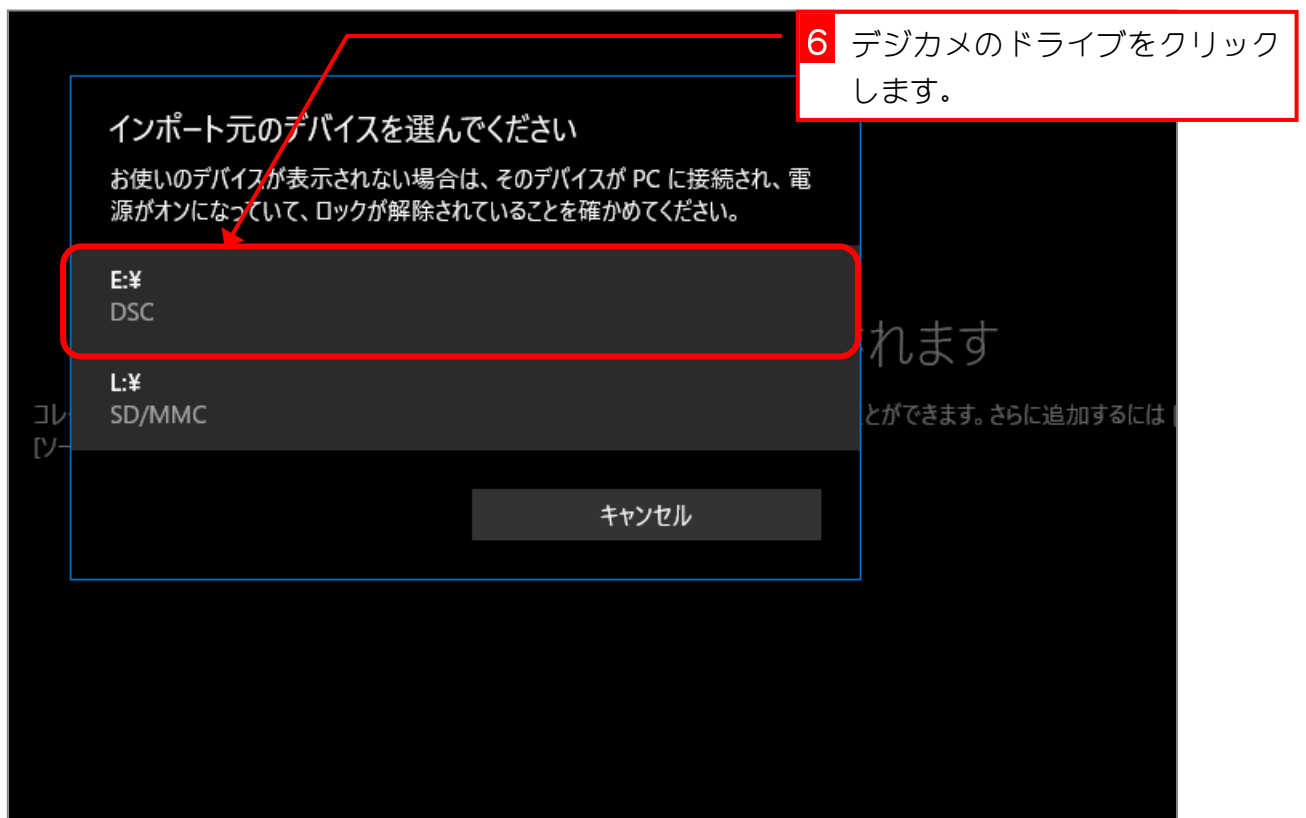 6 デジカメのドライブをクリック
します。
インポート元のデバイスを選んでください
お使いのデバイスが表示されない場合は、そのデバイスが PC に接続され、電
源がオンになっていて、ロックが解除されていることを確かめてください。
E:¥
DSC
されます
L:¥
SD/MMC
コレ
とができます。さらに追加するには [
[ソー
キャンセル